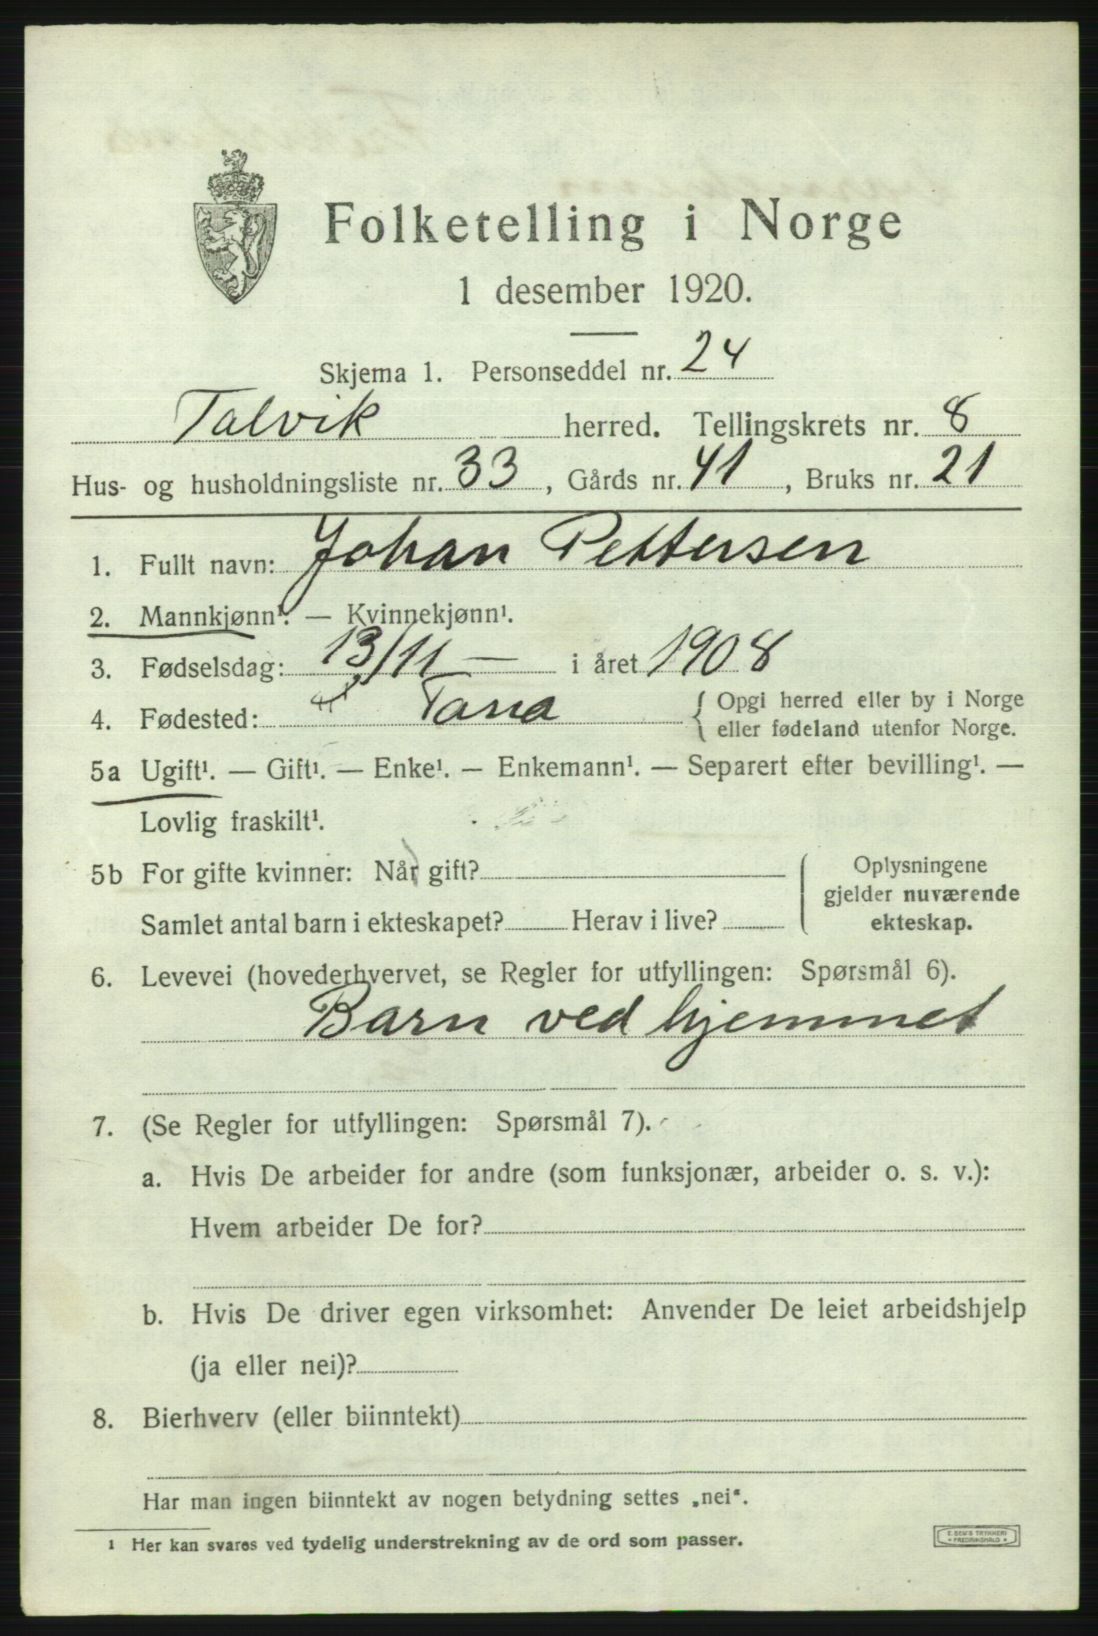 Folketelling i Norge
1 desember 1920.
Skjema 1. Personseddel nr. 24
Talvik herred. Tellingskrets nr. 8
Hus- og husholdningsliste nr. 33, Gårds nr. 41, Bruks nr. 21
1. Fullt navn: Johan Pettersen
2. Mannkjønn¹. — Kvinnekjønn¹.
3. Fødselsdag: 13/11 — i året 1908
4. Fødested: Tana { Opgi herred eller by i Norge
eller fødeland utenfor Norge.
5a Ugift¹. — Gift¹. — Enke¹. — Enkemann¹. — Separert efter bevilling¹. —
Lovlig fraskilt¹.
5b For gifte kvinner: Når gift? ( Oplysningene
gjelder nuværende
Samlet antal barn i ekteskapet? Herav i live? ekteskap.
6. Levevei (hovederhvervet, se Regler for utfyllingen: Spørsmål 6).
Barn ved hjemmet
7. (Se Regler for utfyllingen: Spørsmål 7).
a. Hvis De arbeider for andre (som funksjonær, arbeider o. s. v.):
Hvem arbeider De for?
b. Hvis De driver egen virksomhet: Anvender De leiet arbeidshjelp
(ja eller nei)?
8. Bierhverv (eller biinntekt)
Har man ingen biinntekt av nogen betydning settes „nei“.
1 Her kan svares ved tydelig understrekning av de ord som passer.
E. SEM'S TRYKKERI
FREDRIKSHALD